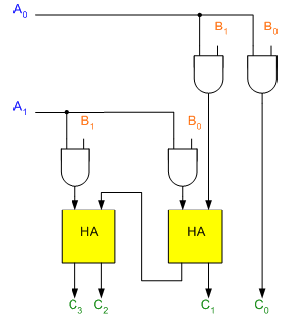 A₀
B₁ B₀
A₁
B₁ B₀
HA HA
C₃ C₂ C₁ C₀